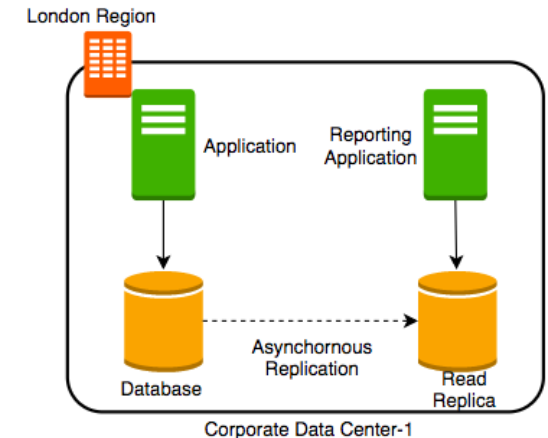 London Region
Application
Reporting
Application
Asynchornous
Replication
Database
Read
Replica
Corporate Data Center-1